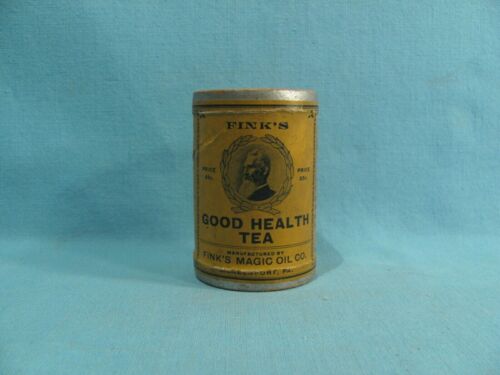 FINK'S
PRICE PRICE
GOOD HEALTH
TEA
MANUFACTURED BY
FINK'S MAGIC OIL CO.
PA.